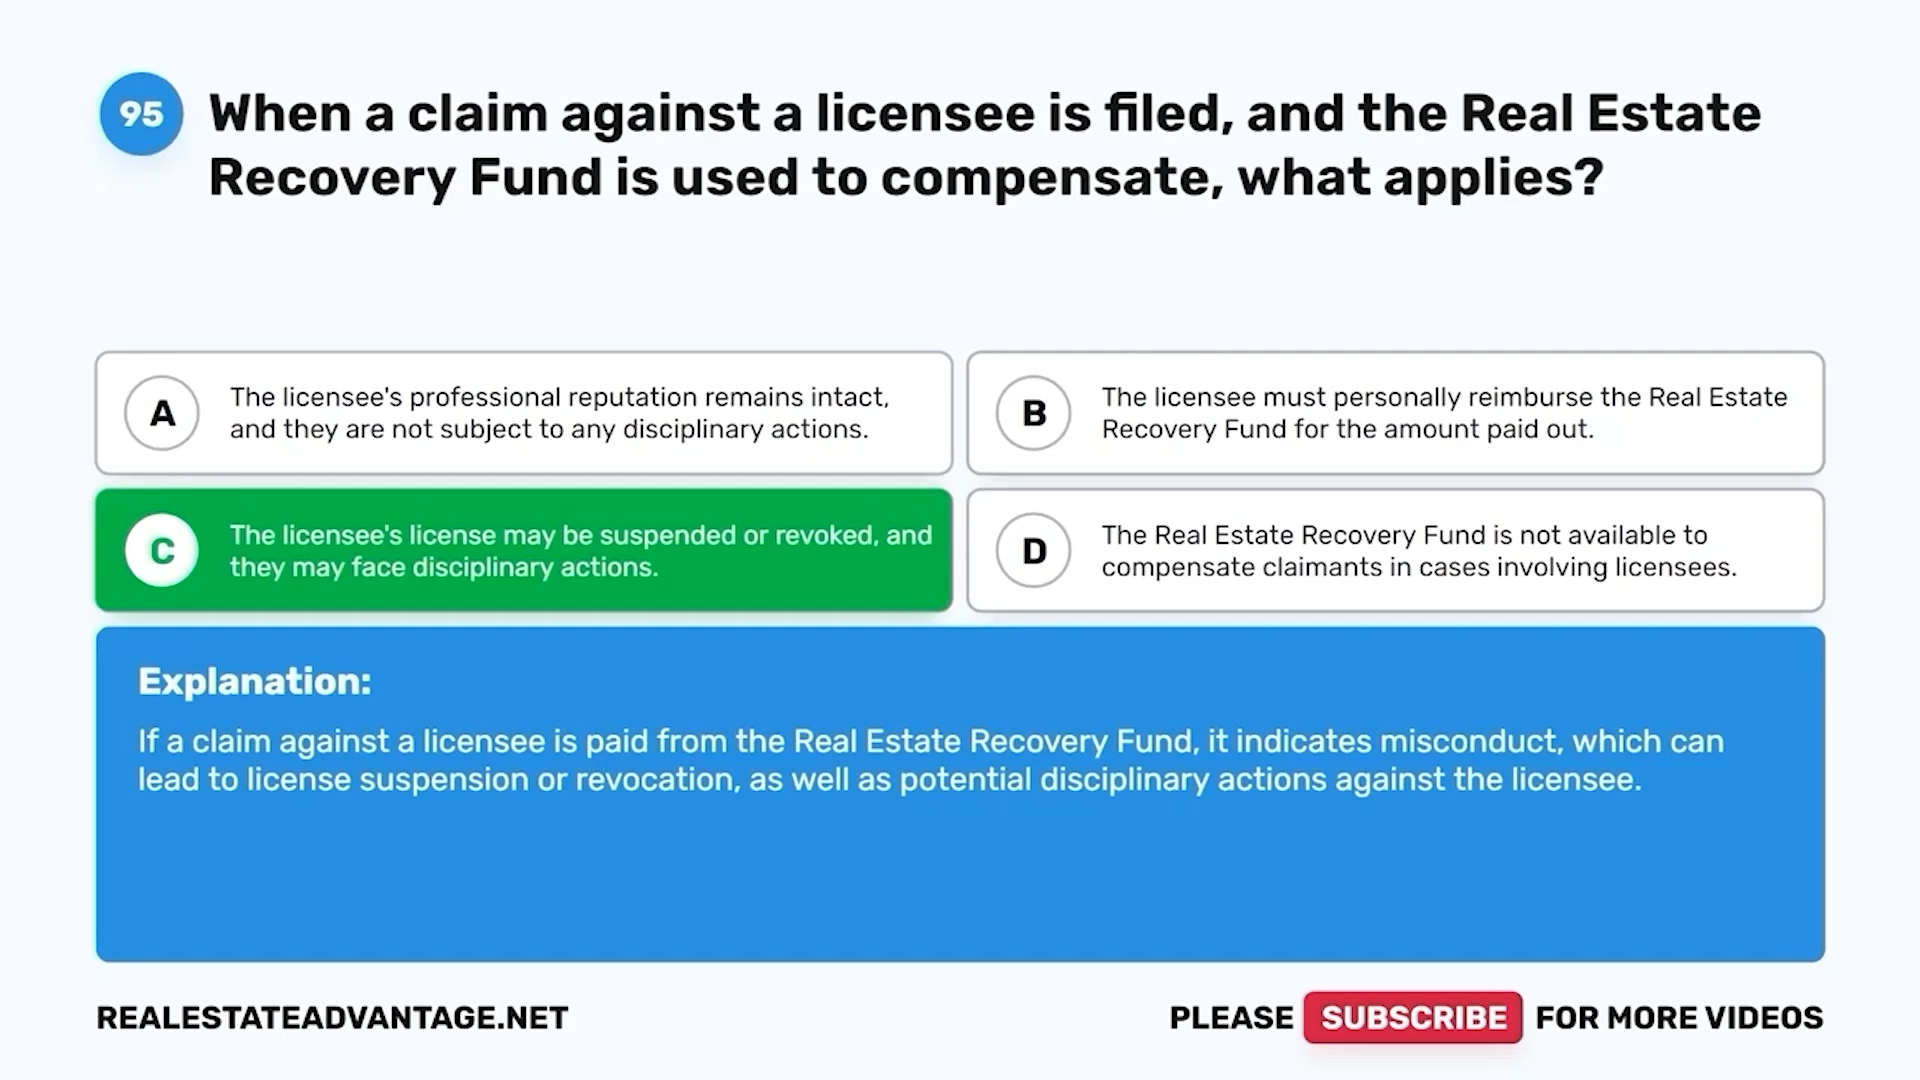 95
When a claim against a licensee is filed, and the Real Estate
Recovery Fund is used to compensate, what applies?
A
The licensee's professional reputation remains intact,
and they are not subject to any disciplinary actions.
B
The licensee must personally reimburse the Real Estate
Recovery Fund for the amount paid out.
C
The licensee's license may be suspended or revoked, and
they may face disciplinary actions.
D
The Real Estate Recovery Fund is not available to
compensate claimants in cases involving licensees.
Explanation:
If a claim against a licensee is paid from the Real Estate Recovery Fund, it indicates misconduct, which can
lead to license suspension or revocation, as well as potential disciplinary actions against the licensee.
REALESTATEADVANTAGE.NET
PLEASE SUBSCRIBE FOR MORE VIDEOS